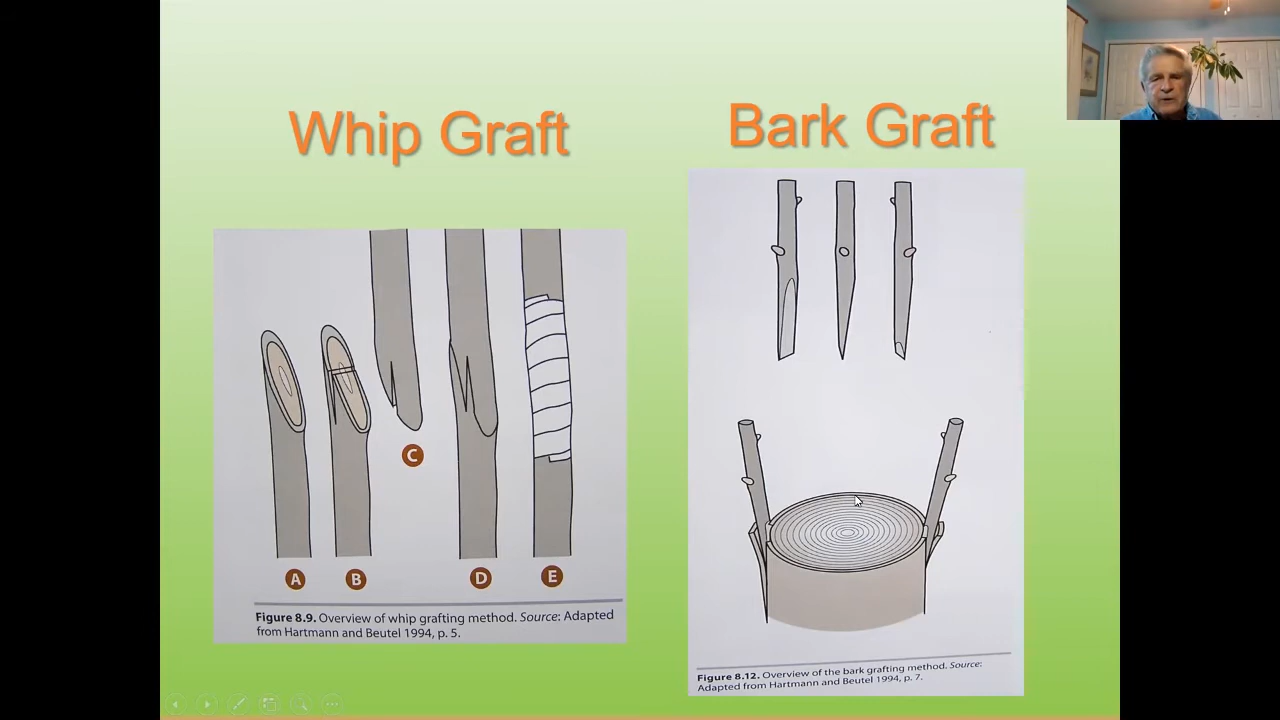 Whip Graft
Bark Graft
C
A
B
D
E
Figure 8.9. Overview of whip grafting method. Source: Adapted
from Hartmann and Beutel 1994, p. 5.
Figure 8.12. Overview of the bark grafting method. Source:
Adapted from Hartmann and Beutel 1994, p. 7.